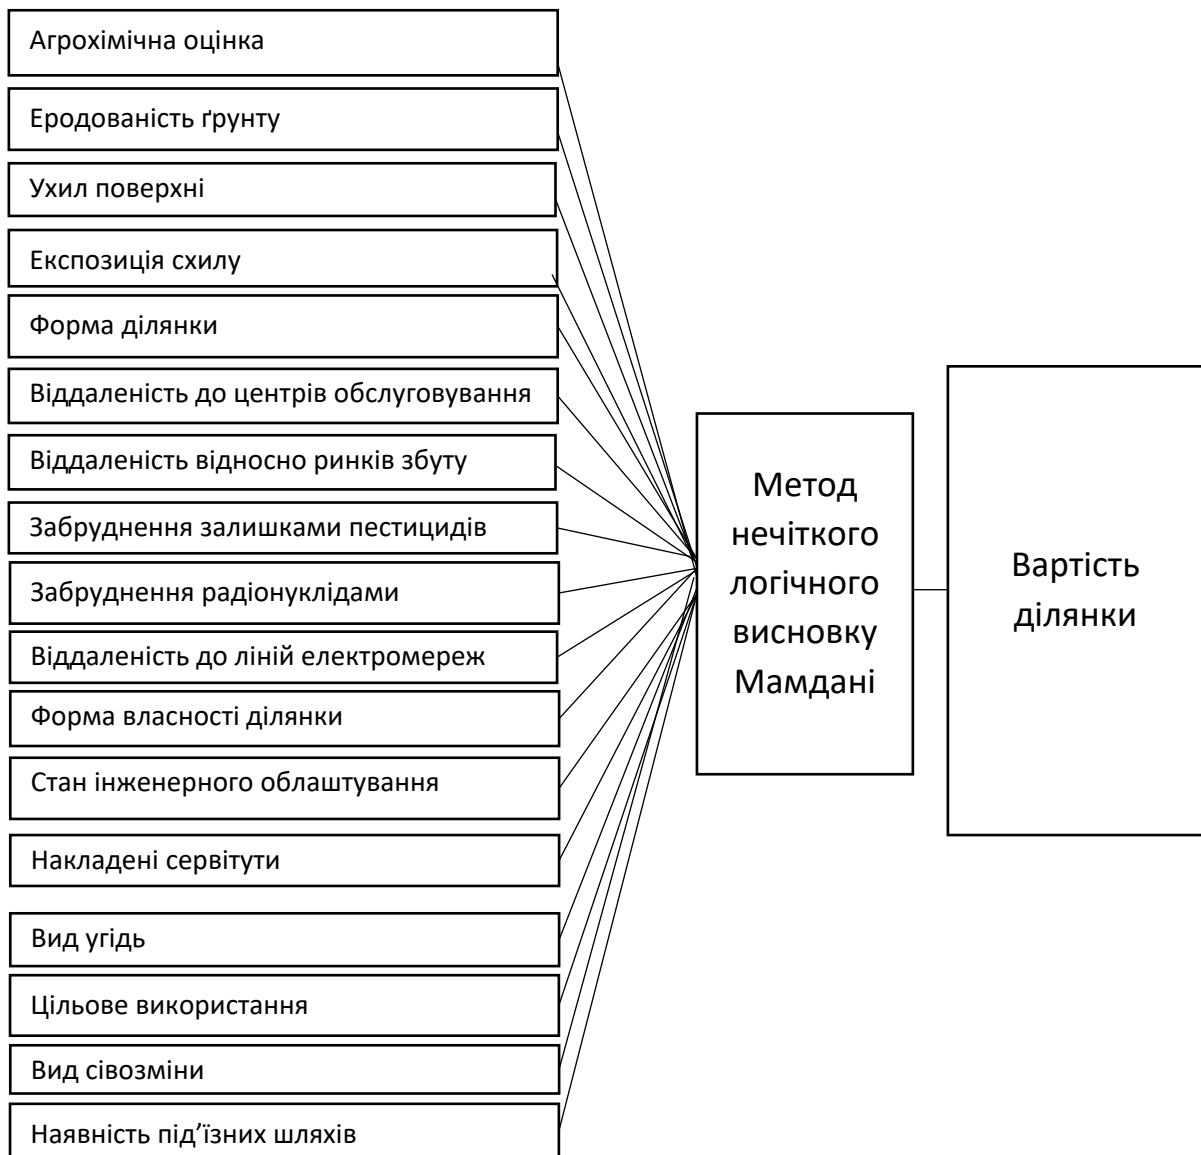 Агрохімічна оцінка
Еродованість ґрунту
Ухил поверхні
Експозиція схилу
Форма ділянки
Віддаленість до центрів обслуговування
Віддаленість відносно ринків збуту
Забруднення залишками пестицидів
Забруднення радіонуклідами
Віддаленість до ліній електромереж
Форма власності ділянки
Стан інженерного облаштування
Накладені сервітути
Вид угідь
Цільове використання
Вид сівозміни
Наявність під’їзних шляхів
Метод
нечіткого
логічного
висновку
Мамдані
Вартість
ділянки